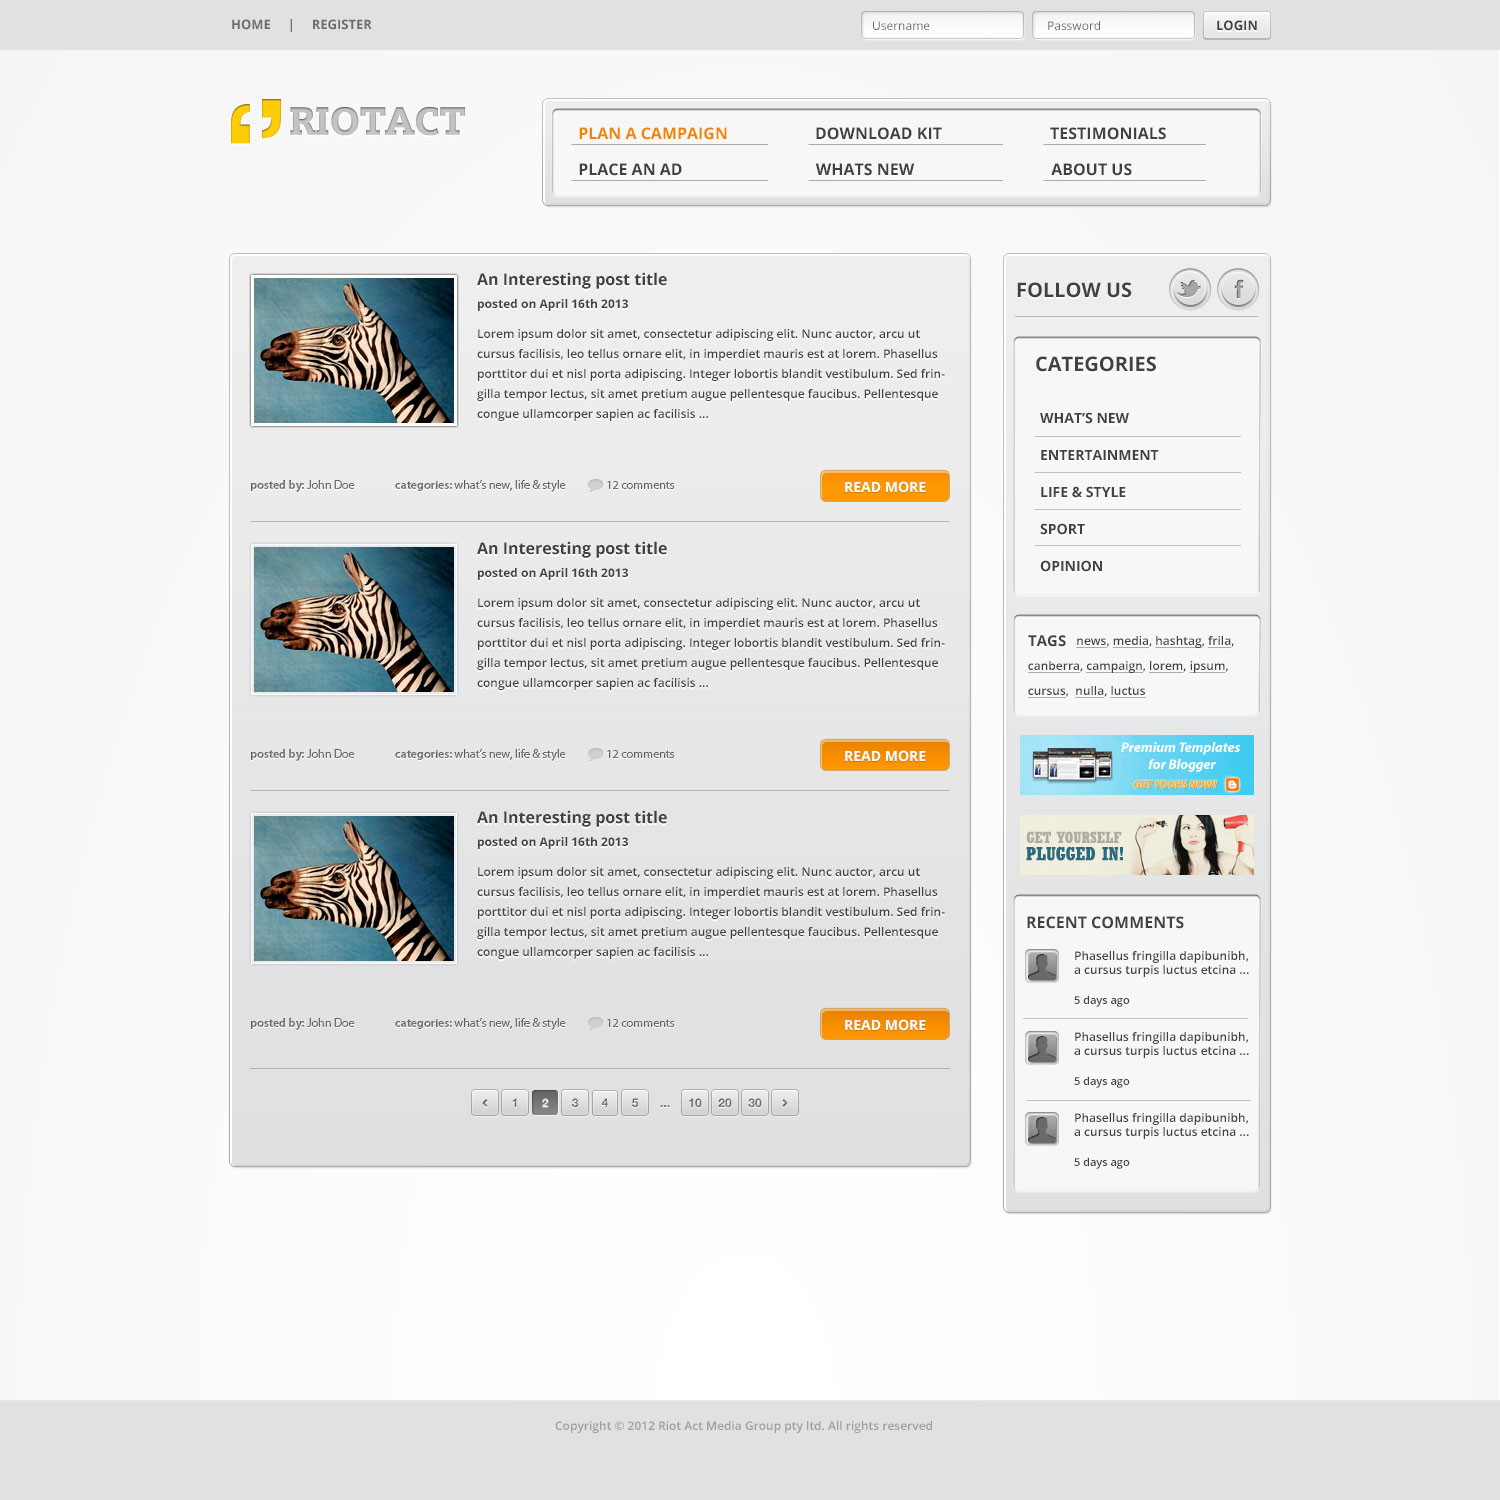 HOME | REGISTER
Username
Password
LOGIN
RIOTACT
PLAN A CAMPAIGN
DOWNLOAD KIT
TESTIMONIALS
PLACE AN AD
WHATS NEW
ABOUT US
An Interesting post title
posted on April 16th 2013
Lorem ipsum dolor sit amet, consectetur adipiscing elit. Nunc auctor, arcu ut
cursus facilisis, leo tellus ornare elit, in imperdiet mauris est at lorem. Phasellus
porttitor dui et nisl porta adipiscing. Integer lobortis blandit vestibulum. Sed frin-
gilla tempor lectus, sit amet pretium augue pellentesque faucibus. Pellentesque
congue ullamcorper sapien ac facilisis ...
posted by: John Doe
categories: what's new, life & style
12 comments
READ MORE
An Interesting post title
posted on April 16th 2013
Lorem ipsum dolor sit amet, consectetur adipiscing elit. Nunc auctor, arcu ut
cursus facilisis, leo tellus ornare elit, in imperdiet mauris est at lorem. Phasellus
porttitor dui et nisl porta adipiscing. Integer lobortis blandit vestibulum. Sed frin-
gilla tempor lectus, sit amet pretium augue pellentesque faucibus. Pellentesque
congue ullamcorper sapien ac facilisis ...
posted by: John Doe
categories: what's new, life & style
12 comments
READ MORE
An Interesting post title
posted on April 16th 2013
Lorem ipsum dolor sit amet, consectetur adipiscing elit. Nunc auctor, arcu ut
cursus facilisis, leo tellus ornare elit, in imperdiet mauris est at lorem. Phasellus
porttitor dui et nisl porta adipiscing. Integer lobortis blandit vestibulum. Sed frin-
gilla tempor lectus, sit amet pretium augue pellentesque faucibus. Pellentesque
congue ullamcorper sapien ac facilisis ...
posted by: John Doe
categories: what's new, life & style
12 comments
READ MORE
‹ 1 2 3 4 5 ... 10 20 30 ›
FOLLOW US
CATEGORIES
WHAT'S NEW
ENTERTAINMENT
LIFE & STYLE
SPORT
OPINION
TAGS news, media, hashtag, frila,
canberra, campaign, lorem, ipsum,
cursus, nulla, luctus
Premium Templates
for Blogger
GET YOURS NOW!
GET YOURSELF
PLUGGED IN!
RECENT COMMENTS
Phasellus fringilla dapibunibh,
a cursus turpis luctus etcina ...
5 days ago
Phasellus fringilla dapibunibh,
a cursus turpis luctus etcina ...
5 days ago
Phasellus fringilla dapibunibh,
a cursus turpis luctus etcina ...
5 days ago
Copyright © 2012 Riot Act Media Group pty ltd. All rights reserved